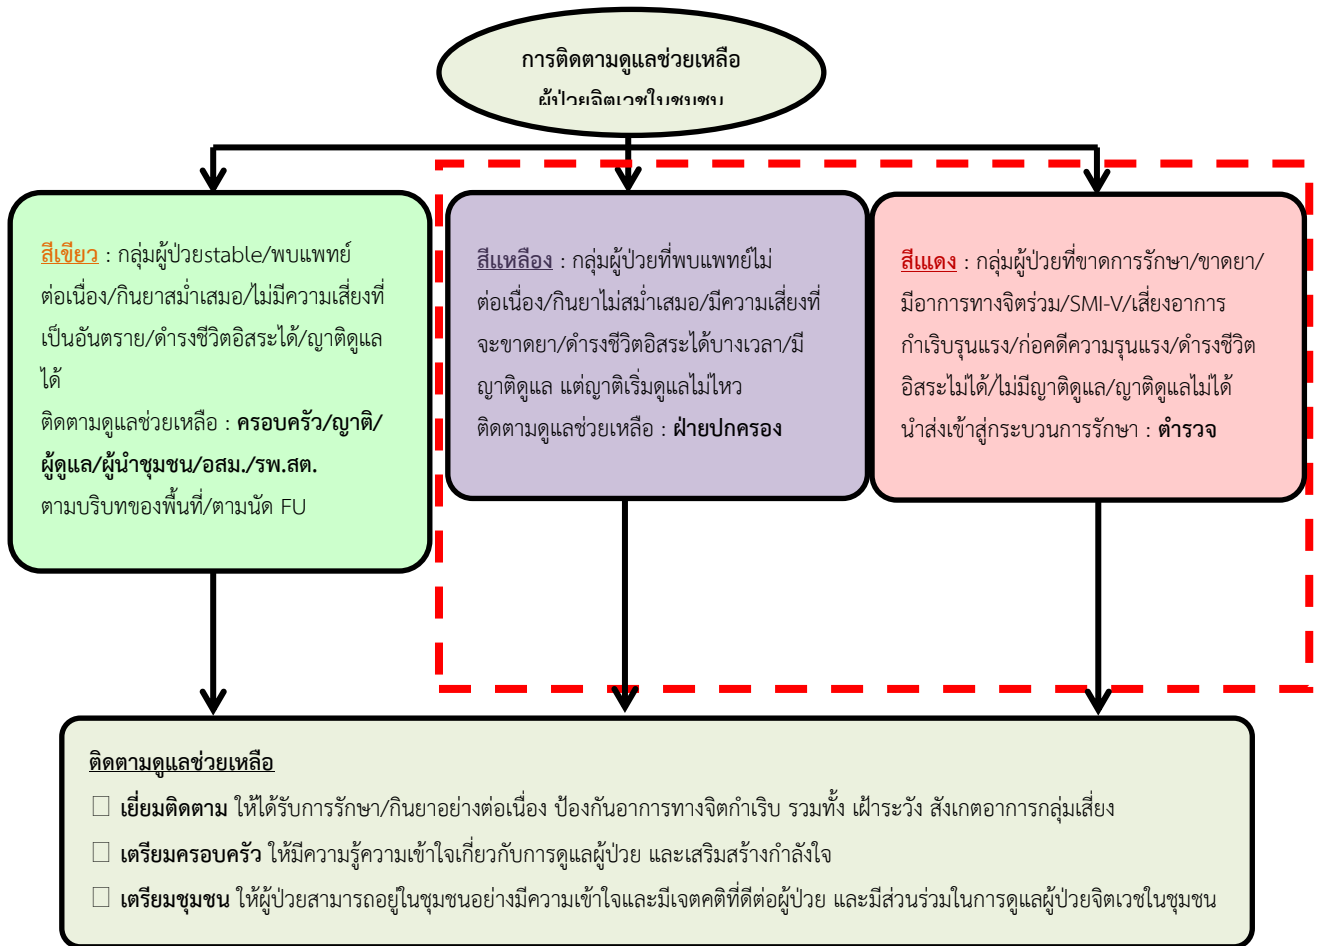 การติดตามดูแลช่วยเหลือ
ผู้ป่วยจิตเวชในชุมชน
สีเขียว : กลุ่มผู้ป่วยstable/พบแพทย์
ต่อเนื่อง/กินยาสม่ำเสมอ/ไม่มีความเสี่ยงที่
เป็นอันตราย/ดำรงชีวิตอิสระได้/ญาติดูแล
ได้
ติดตามดูแลช่วยเหลือ : ครอบครัว/ญาติ/
ผู้ดูแล/ผู้นำชุมชน/อสม./รพ.สต.
ตามบริบทของพื้นที่/ตามนัด FU
สีเหลือง : กลุ่มผู้ป่วยที่พบแพทย์ไม่
ต่อเนื่อง/กินยาไม่สม่ำเสมอ/มีความเสี่ยงที่
จะขาดยา/ดำรงชีวิตอิสระได้บางเวลา/มี
ญาติดูแล แต่ญาติเริ่มดูแลไม่ไหว
ติดตามดูแลช่วยเหลือ : ฝ่ายปกครอง
สีแแดง : กลุ่มผู้ป่วยที่ขาดการรักษา/ขาดยา/
มีอาการทางจิตร่วม/SMI-V/เสี่ยงอาการ
กำเริบรุนแรง/ก่อคดีความรุนแรง/ดำรงชีวิต
อิสระไม่ได้/ไม่มีญาติดูแล/ญาติดูแลไม่ได้
นำส่งเข้าสู่กระบวนการรักษา : ตำรวจ
ติดตามดูแลช่วยเหลือ
□ เยี่ยมติดตาม ให้ได้รับการรักษา/กินยาอย่างต่อเนื่อง ป้องกันอาการทางจิตกำเริบ รวมทั้ง เฝ้าระวัง สังเกตอาการกลุ่มเสี่ยง
□ เตรียมครอบครัว ให้มีความรู้ความเข้าใจเกี่ยวกับการดูแลผู้ป่วย และเสริมสร้างกำลังใจ
□ เตรียมชุมชน ให้ผู้ป่วยสามารถอยู่ในชุมชนอย่างมีความเข้าใจและมีเจตคติที่ดีต่อผู้ป่วย และมีส่วนร่วมในการดูแลผู้ป่วยจิตเวชในชุมชน